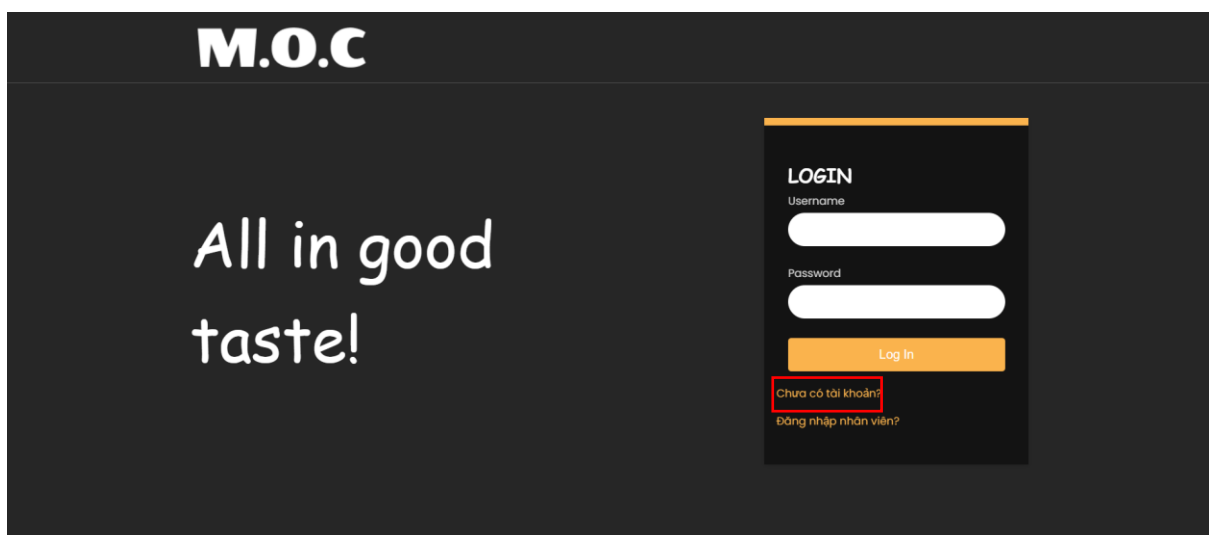 M.O.C
All in good
taste!
LOGIN
Username
Password
Log In
Chưa có tài khoản?
Đăng nhập nhân viên?